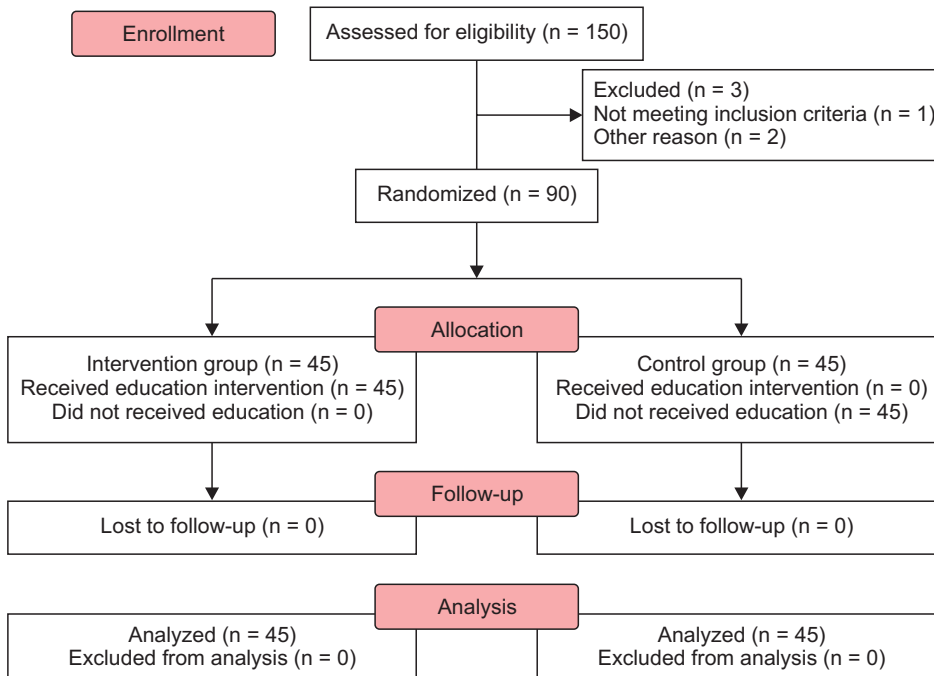 Enrollment
Assessed for eligibility (n = 150)
Excluded (n = 3)
Not meeting inclusion criteria (n = 1)
Other reason (n = 2)
Randomized (n = 90)
Allocation
Intervention group (n = 45)
Received education intervention (n = 45)
Did not received education (n = 0)
Control group (n = 45)
Received education intervention (n = 0)
Did not received education (n = 45)
Follow-up
Lost to follow-up (n = 0)
Lost to follow-up (n = 0)
Analysis
Analyzed (n = 45)
Excluded from analysis (n = 0)
Analyzed (n = 45)
Excluded from analysis (n = 0)